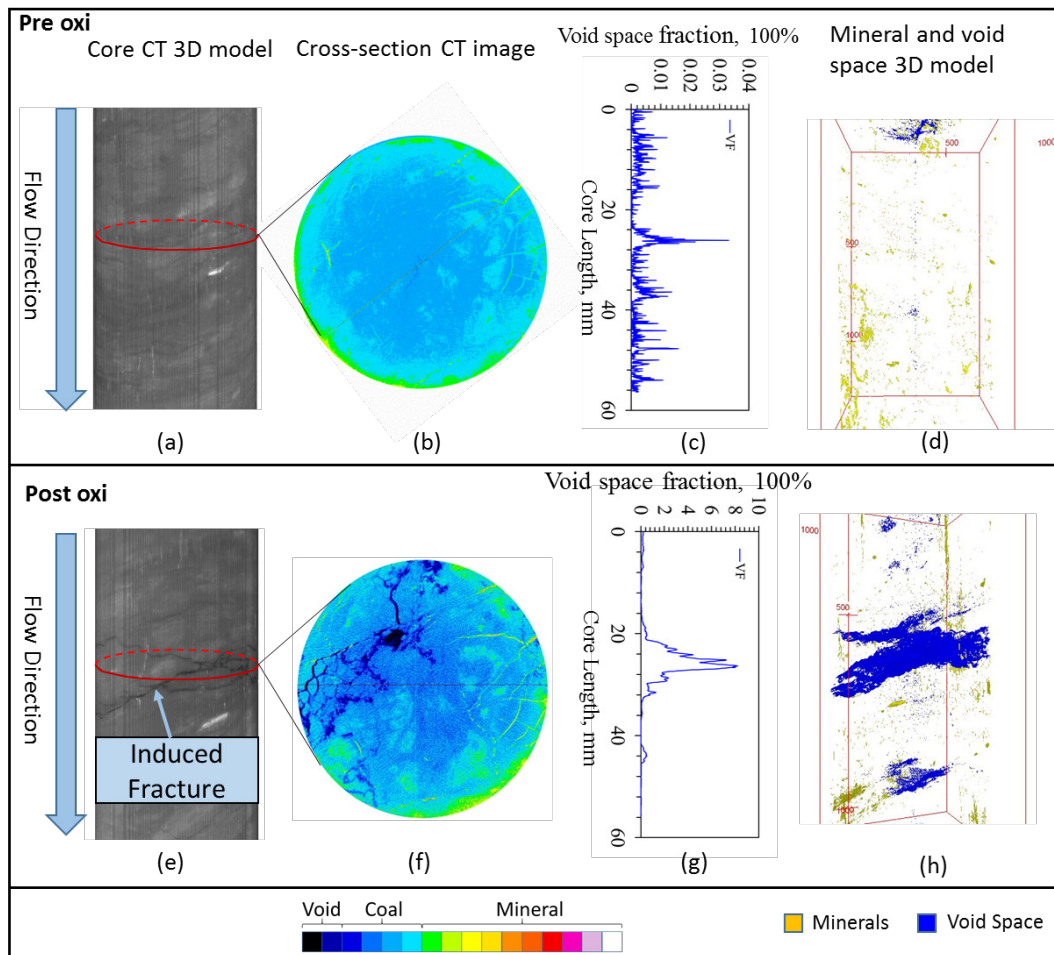 Pre oxi
Core CT 3D model
Cross-section CT image
Void space fraction, 100%
Mineral and void
space 3D model
Flow Direction
0
0.01
0.02
0.03
0.04
0
20
40
60
VF
Core Length, mm
500
1000
500
1000
(a)
(b)
(c)
(d)
Post oxi
Void space fraction, 100%
Flow Direction
Induced
Fracture
0
2
4
6
8
10
0
20
40
60
VF
Core Length, mm
1000
500
1000
(e)
(f)
(g)
(h)
Void
Coal
Mineral
Minerals
Void Space